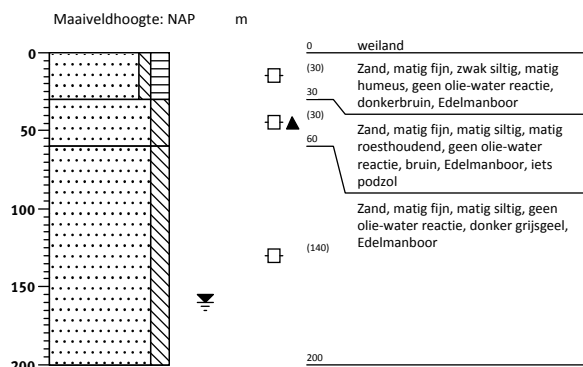 Maaiveldhoogte: NAP m
0
50
100
150
200
0 weiland
(30)
Zand, matig fijn, zwak siltig, matig
humeus, geen olie-water reactie,
donkerbruin, Edelmanboor
30
(30)
Zand, matig fijn, matig siltig, matig
roesthoudend, geen olie-water
reactie, bruin, Edelmanboor, iets
podzol
60
Zand, matig fijn, matig siltig, geen
olie-water reactie, donker grijsgeel,
Edelmanboor
(140)
200